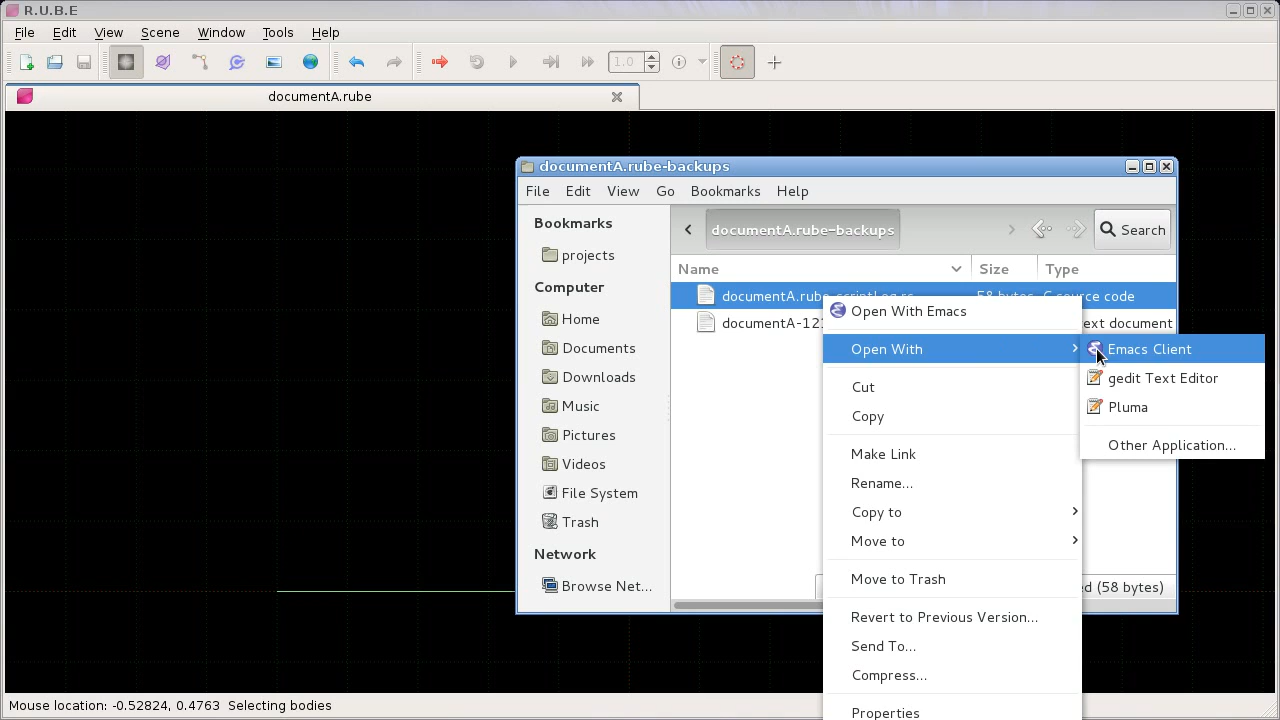 R.U.B.E
File Edit View Scene Window Tools Help
1.0
documentA.rube
documentA.rube-backups
File Edit View Go Bookmarks Help
documentA.rube-backups Search
Bookmarks
projects
Computer
Home
Documents
Downloads
Music
Pictures
Videos
File System
Trash
Network
Browse Net...
Name Size Type
58 bytes C source code
documentA-121
ext document
ed (58 bytes)
Open With Emacs
Open With
Cut
Copy
Make Link
Rename...
Copy to
Move to
Move to Trash
Revert to Previous Version...
Send To...
Compress...
Properties
Emacs Client
gedit Text Editor
Pluma
Other Application...
Mouse location: -0.52824, 0.4763 Selecting bodies